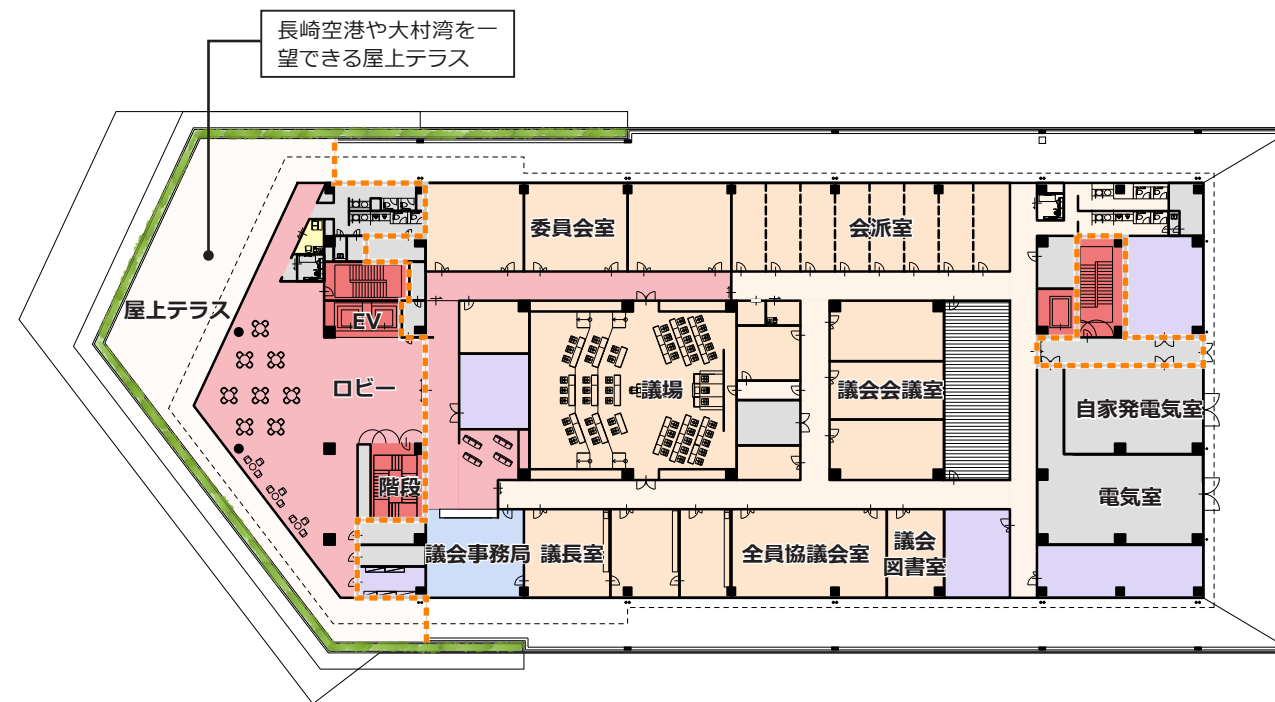 長崎空港や大村湾を一
望できる屋上テラス
委員会室
会派室
屋上テラス
EV
ロビー
議場
議会会議室
自家発電気室
階段
電気室
議会事務局
議長室
全員協議会室
議会
図書室